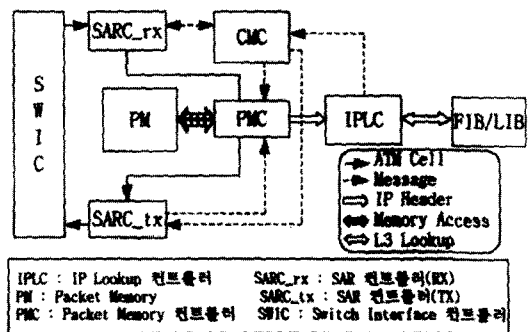 SARC_rx
CMC
SWIC
PM
PMC
IPLC
FIB/LIB
SARC_tx
ATM Cell
Message
IP Header
Memory Access
L3 Lookup
IPLC : IP Lookup 컨트롤러
SARC_rx : SAR 컨트롤러(RX)
PM : Packet Memory
SARC_tx : SAR 컨트롤러(TX)
PMC : Packet Memory 컨트롤러
SWIC : Switch Interface 컨트롤러